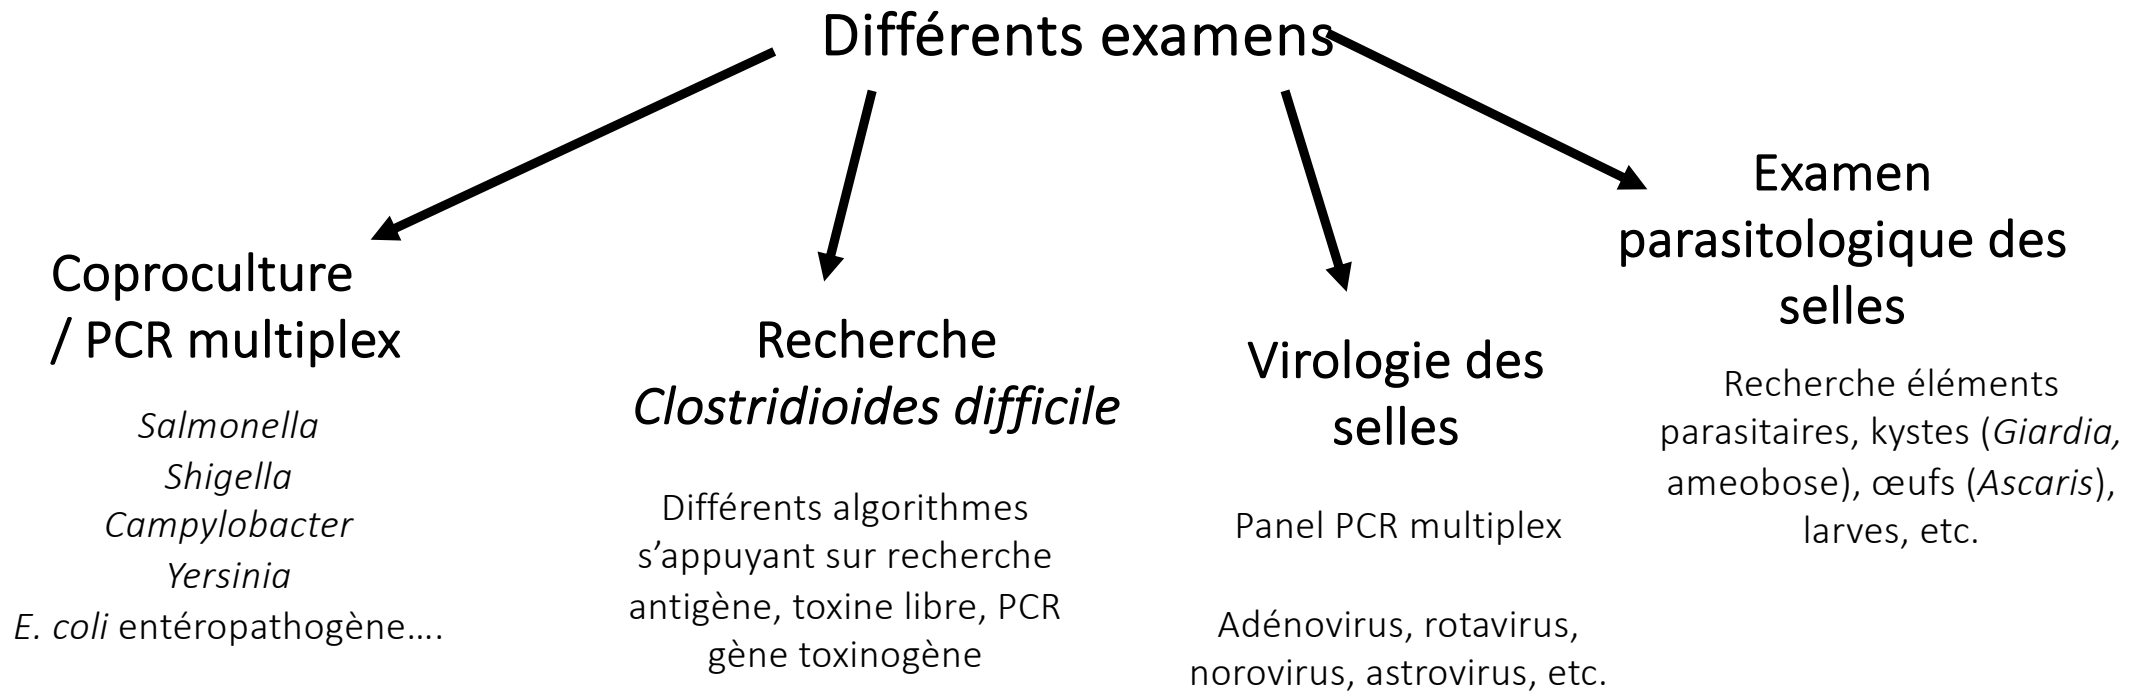 Différents examens
Coproculture
/ PCR multiplex
Salmonella
Shigella
Campylobacter
Yersinia
E. coli entéropathogène….
Recherche
Clostridioides difficile
Différents algorithmes
s’appuyant sur recherche
antigène, toxine libre, PCR
gène toxinogène
Virologie des
selles
Panel PCR multiplex
Adénovirus, rotavirus,
norovirus, astrovirus, etc.
Examen
parasitologique des
selles
Recherche éléments
parasitaires, kystes (Giardia,
ameobose), œufs (Ascaris),
larves, etc.